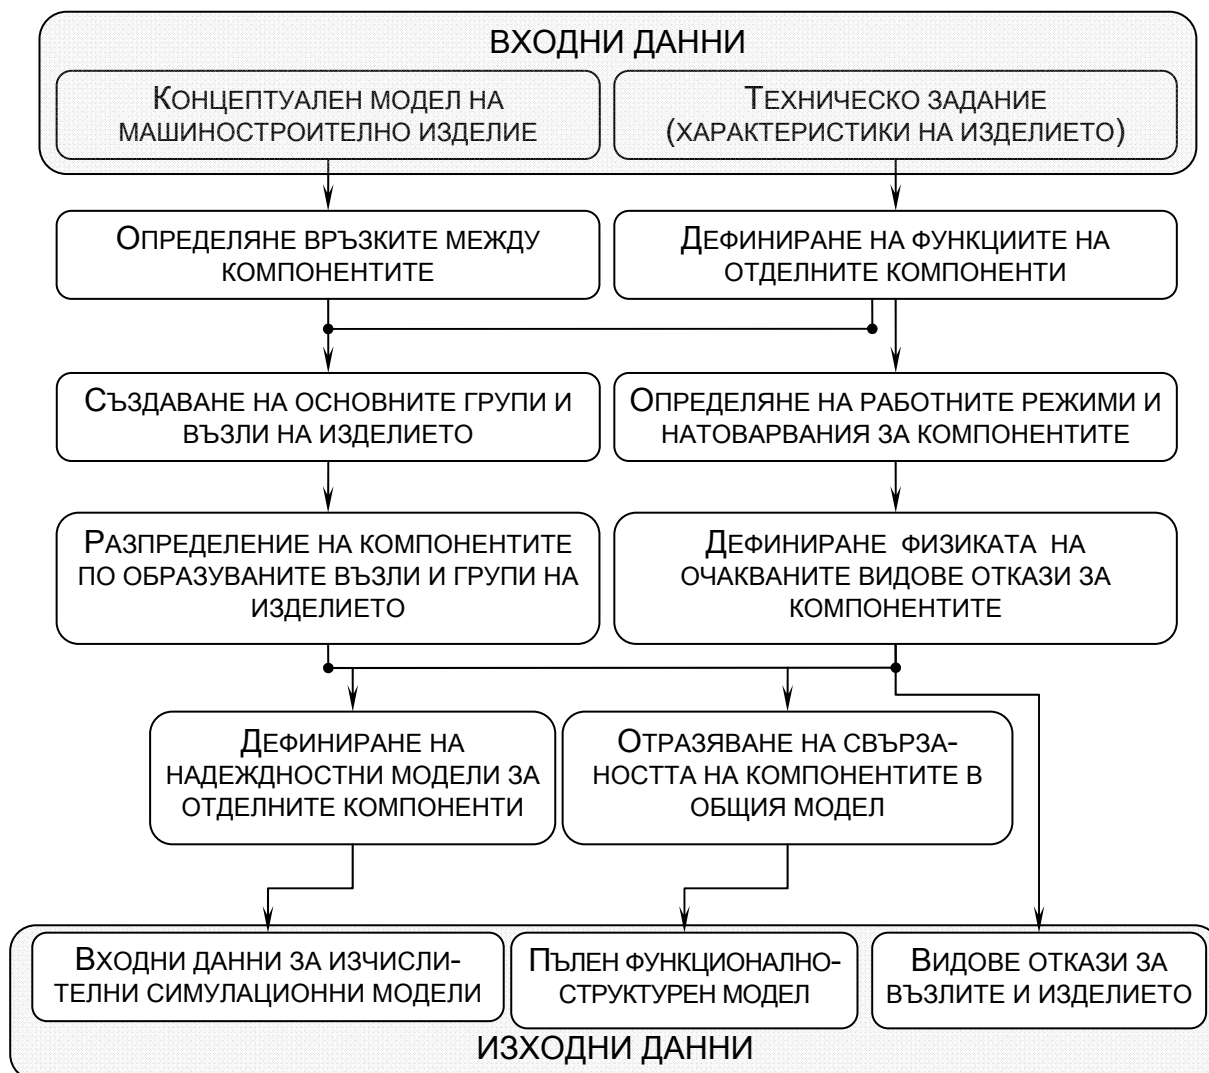 ВХОДНИ ДАННИ
КОНЦЕПТУАЛЕН МОДЕЛ НА
МАШИНОСТРОИТЕЛНО ИЗДЕЛИЕ
ТЕХНИЧЕСКО ЗАДАНИЕ
(ХАРАКТЕРИСТИКИ НА ИЗДЕЛИЕТО)
ОПРЕДЕЛЯНЕ ВРЪЗКИТЕ МЕЖДУ
КОМПОНЕНТИТЕ
ДЕФИНИРАНЕ НА ФУНКЦИИТЕ НА
ОТДЕЛНИТЕ КОМПОНЕНТИ
СЪЗДАВАНЕ НА ОСНОВНИТЕ ГРУПИ И
ВЪЗЛИ НА ИЗДЕЛИЕТО
ОПРЕДЕЛЯНЕ НА РАБОТНИТЕ РЕЖИМИ И
НАТОВАРВАНИЯ ЗА КОМПОНЕНТИТЕ
РАЗПРЕДЕЛЕНИЕ НА КОМПОНЕНТИТЕ
ПО ОБРАЗУВАНИТЕ ВЪЗЛИ И ГРУПИ НА
ИЗДЕЛИЕТО
ДЕФИНИРАНЕ ФИЗИКАТА НА
ОЧАКВАНИТЕ ВИДОВЕ ОТКАЗИ ЗА
КОМПОНЕНТИТЕ
ДЕФИНИРАНЕ НА
НАДЕЖДНОСТНИ МОДЕЛИ ЗА
ОТДЕЛНИТЕ КОМПОНЕНТИ
ОТРАЗЯВАНЕ НА СВЪРЗА-
НОСТТА НА КОМПОНЕНТИТЕ В
ОБЩИЯ МОДЕЛ
ВХОДНИ ДАННИ ЗА ИЗЧИСЛИ-
ТЕЛНИ СИМУЛАЦИОННИ МОДЕЛИ
ПЪЛЕН ФУНКЦИОНАЛНО-
СТРУКТУРЕН МОДЕЛ
ВИДОВЕ ОТКАЗИ ЗА
ВЪЗЛИТЕ И ИЗДЕЛИЕТО
ИЗХОДНИ ДАННИ